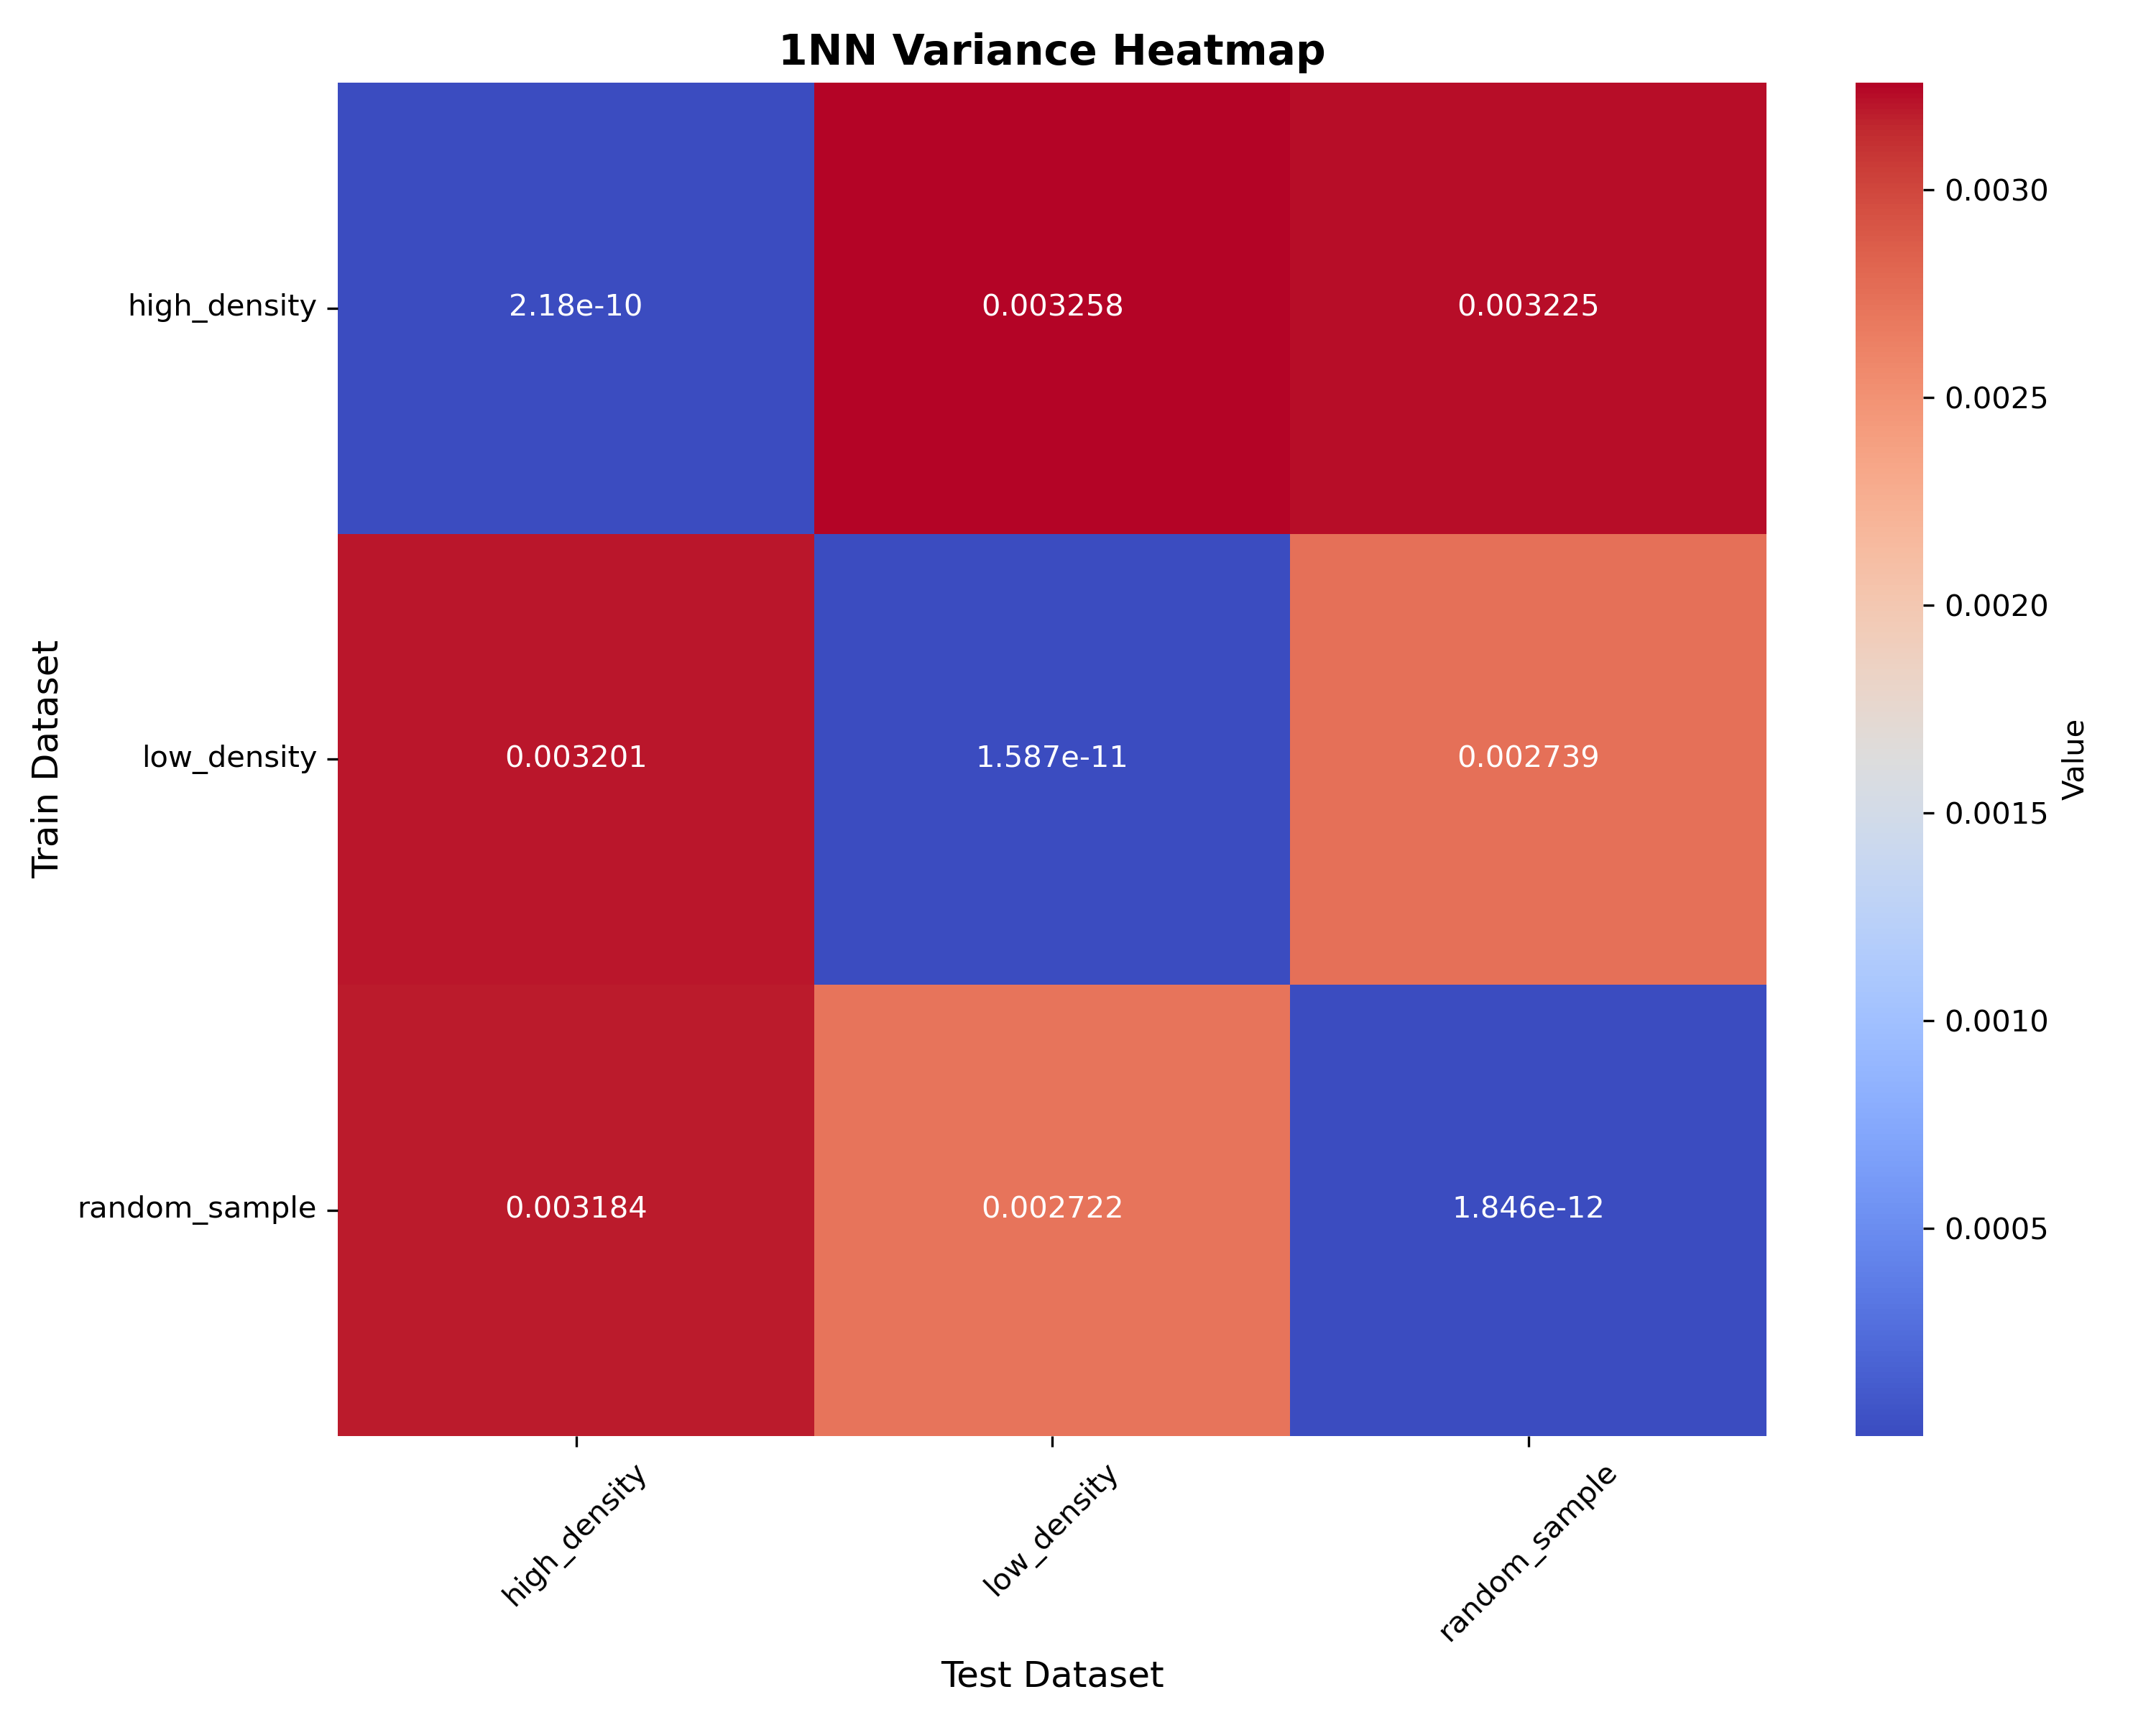 1NN Variance Heatmap
high_density
2.18e-10
0.003258
0.003225
low_density
0.003201
1.587e-11
0.002739
random_sample
0.003184
0.002722
1.846e-12
Train Dataset
high_density
low_density
random_sample
Test Dataset
0.0030
0.0025
0.0020
0.0015
0.0010
0.0005
Value